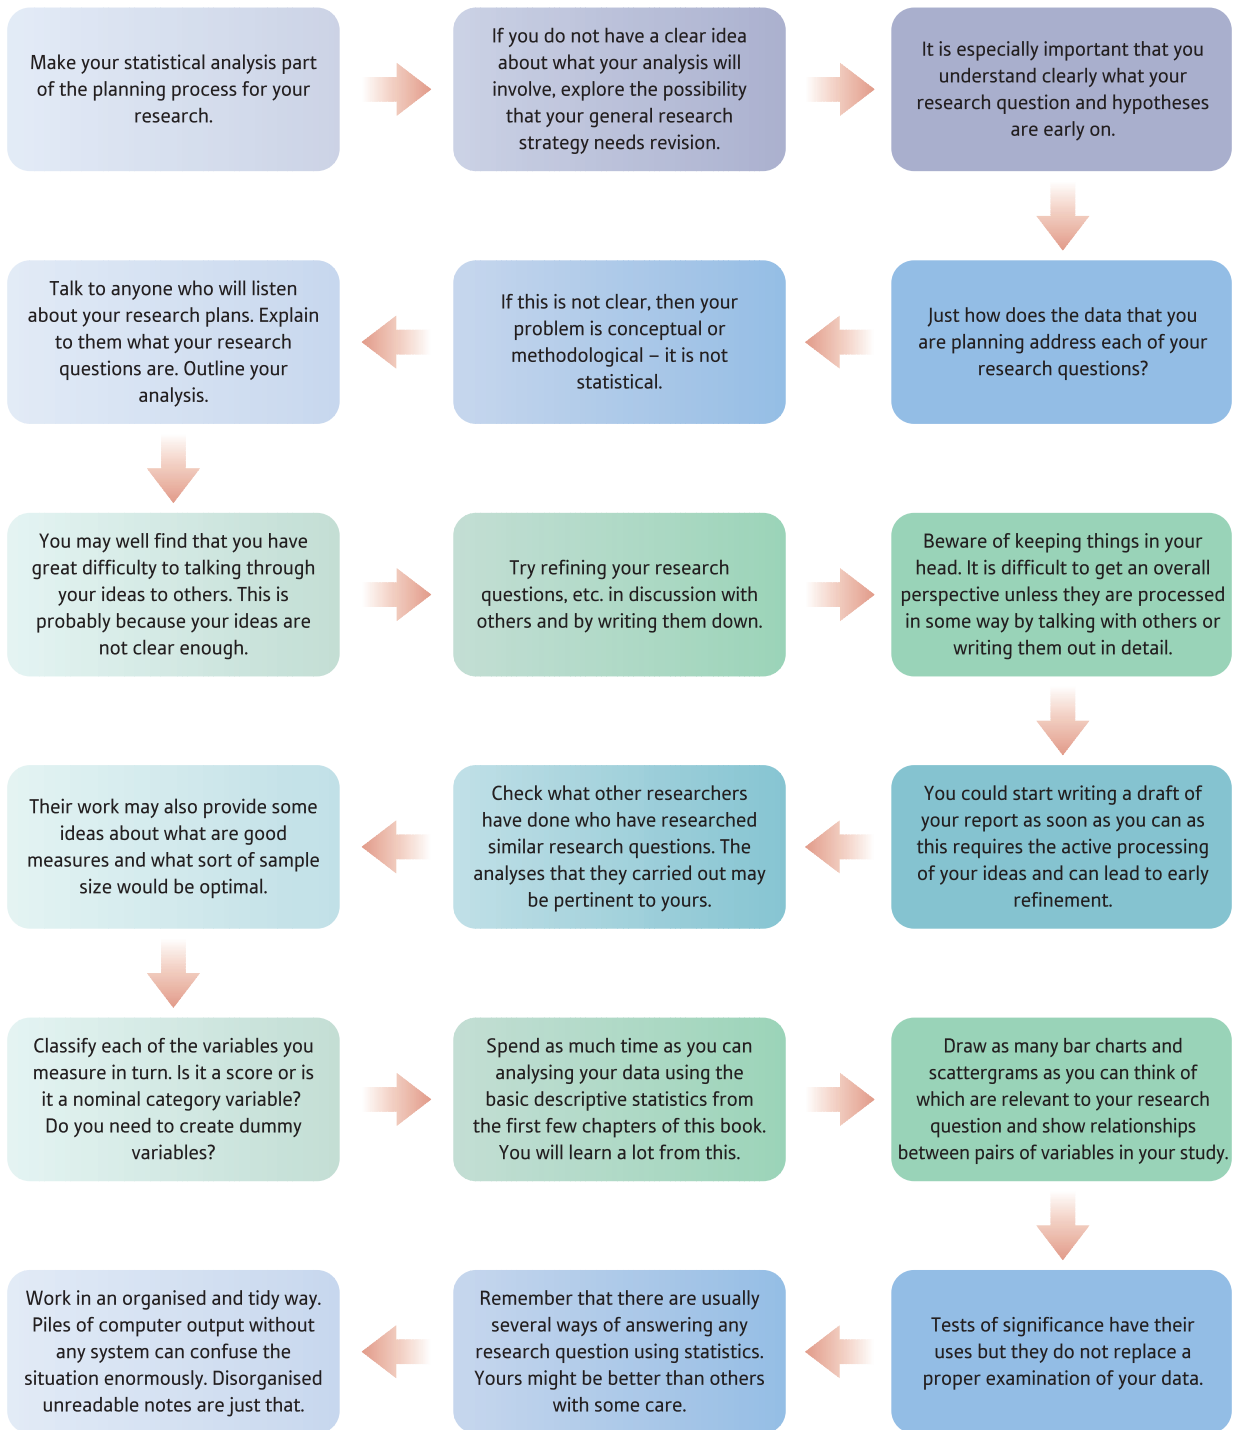 Make your statistical analysis part
of the planning process for your
research.
If you do not have a clear idea
about what your analysis will
involve, explore the possibility
that your general research
strategy needs revision.
It is especially important that you
understand clearly what your
research question and hypotheses
are early on.
Just how does the data that you
are planning address each of your
research questions?
If this is not clear, then your
problem is conceptual or
methodological – it is not
statistical.
Talk to anyone who will listen
about your research plans. Explain
to them what your research
questions are. Outline your
analysis.
You may well find that you have
great difficulty to talking through
your ideas to others. This is
probably because your ideas are
not clear enough.
Try refining your research
questions, etc. in discussion with
others and by writing them down.
Beware of keeping things in your
head. It is difficult to get an overall
perspective unless they are processed
in some way by talking with others or
writing them out in detail.
You could start writing a draft of
your report as soon as you can as
this requires the active processing
of your ideas and can lead to early
refinement.
Check what other researchers
have done who have researched
similar research questions. The
analyses that they carried out may
be pertinent to yours.
Their work may also provide some
ideas about what are good
measures and what sort of sample
size would be optimal.
Classify each of the variables you
measure in turn. Is it a score or is
it a nominal category variable?
Do you need to create dummy
variables?
Spend as much time as you can
analysing your data using the
basic descriptive statistics from
the first few chapters of this book.
You will learn a lot from this.
Draw as many bar charts and
scattergrams as you can think of
which are relevant to your research
question and show relationships
between pairs of variables in your study.
Tests of significance have their
uses but they do not replace a
proper examination of your data.
Remember that there are usually
several ways of answering any
research question using statistics.
Yours might be better than others
with some care.
Work in an organised and tidy way.
Piles of computer output without
any system can confuse the
situation enormously. Disorganised
unreadable notes are just that.